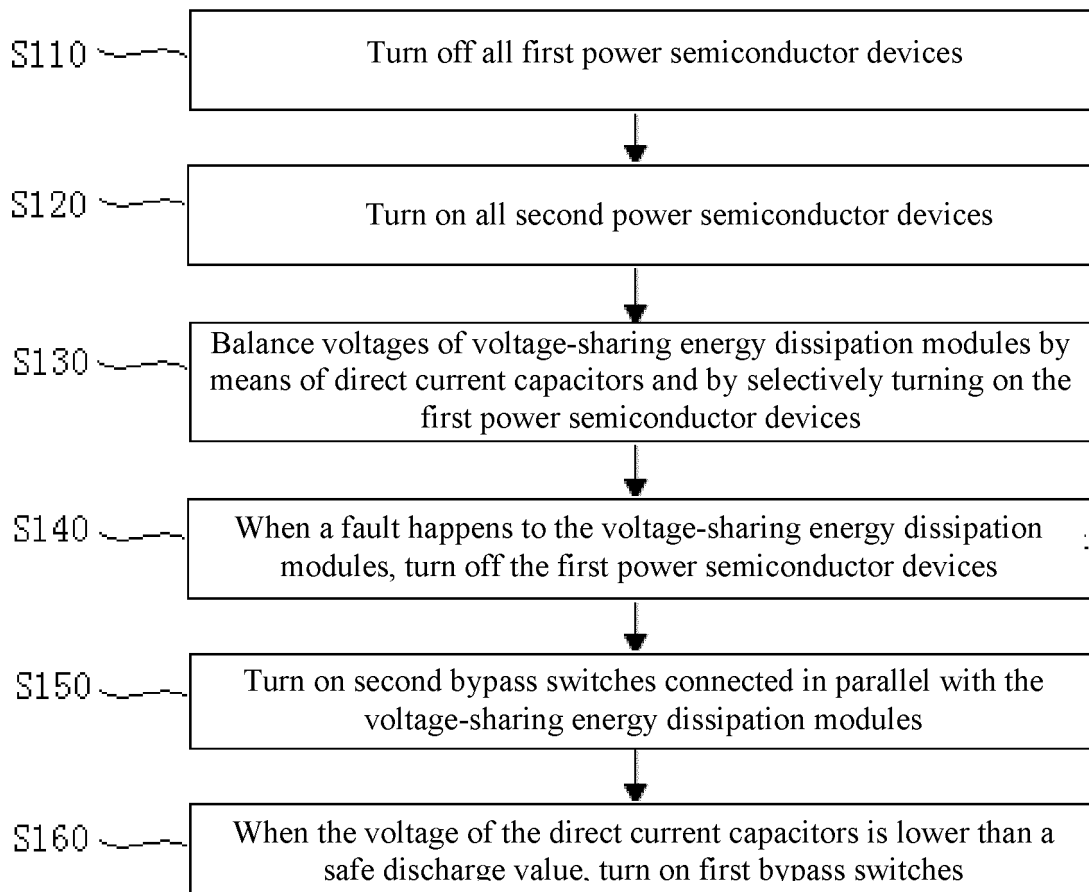 S110
Turn off all first power semiconductor devices
S120
Turn on all second power semiconductor devices
S130
Balance voltages of voltage-sharing energy dissipation modules by
means of direct current capacitors and by selectively turning on the
first power semiconductor devices
S140
When a fault happens to the voltage-sharing energy dissipation
modules, turn off the first power semiconductor devices
S150
Turn on second bypass switches connected in parallel with the
voltage-sharing energy dissipation modules
S160
When the voltage of the direct current capacitors is lower than a
safe discharge value, turn on first bypass switches